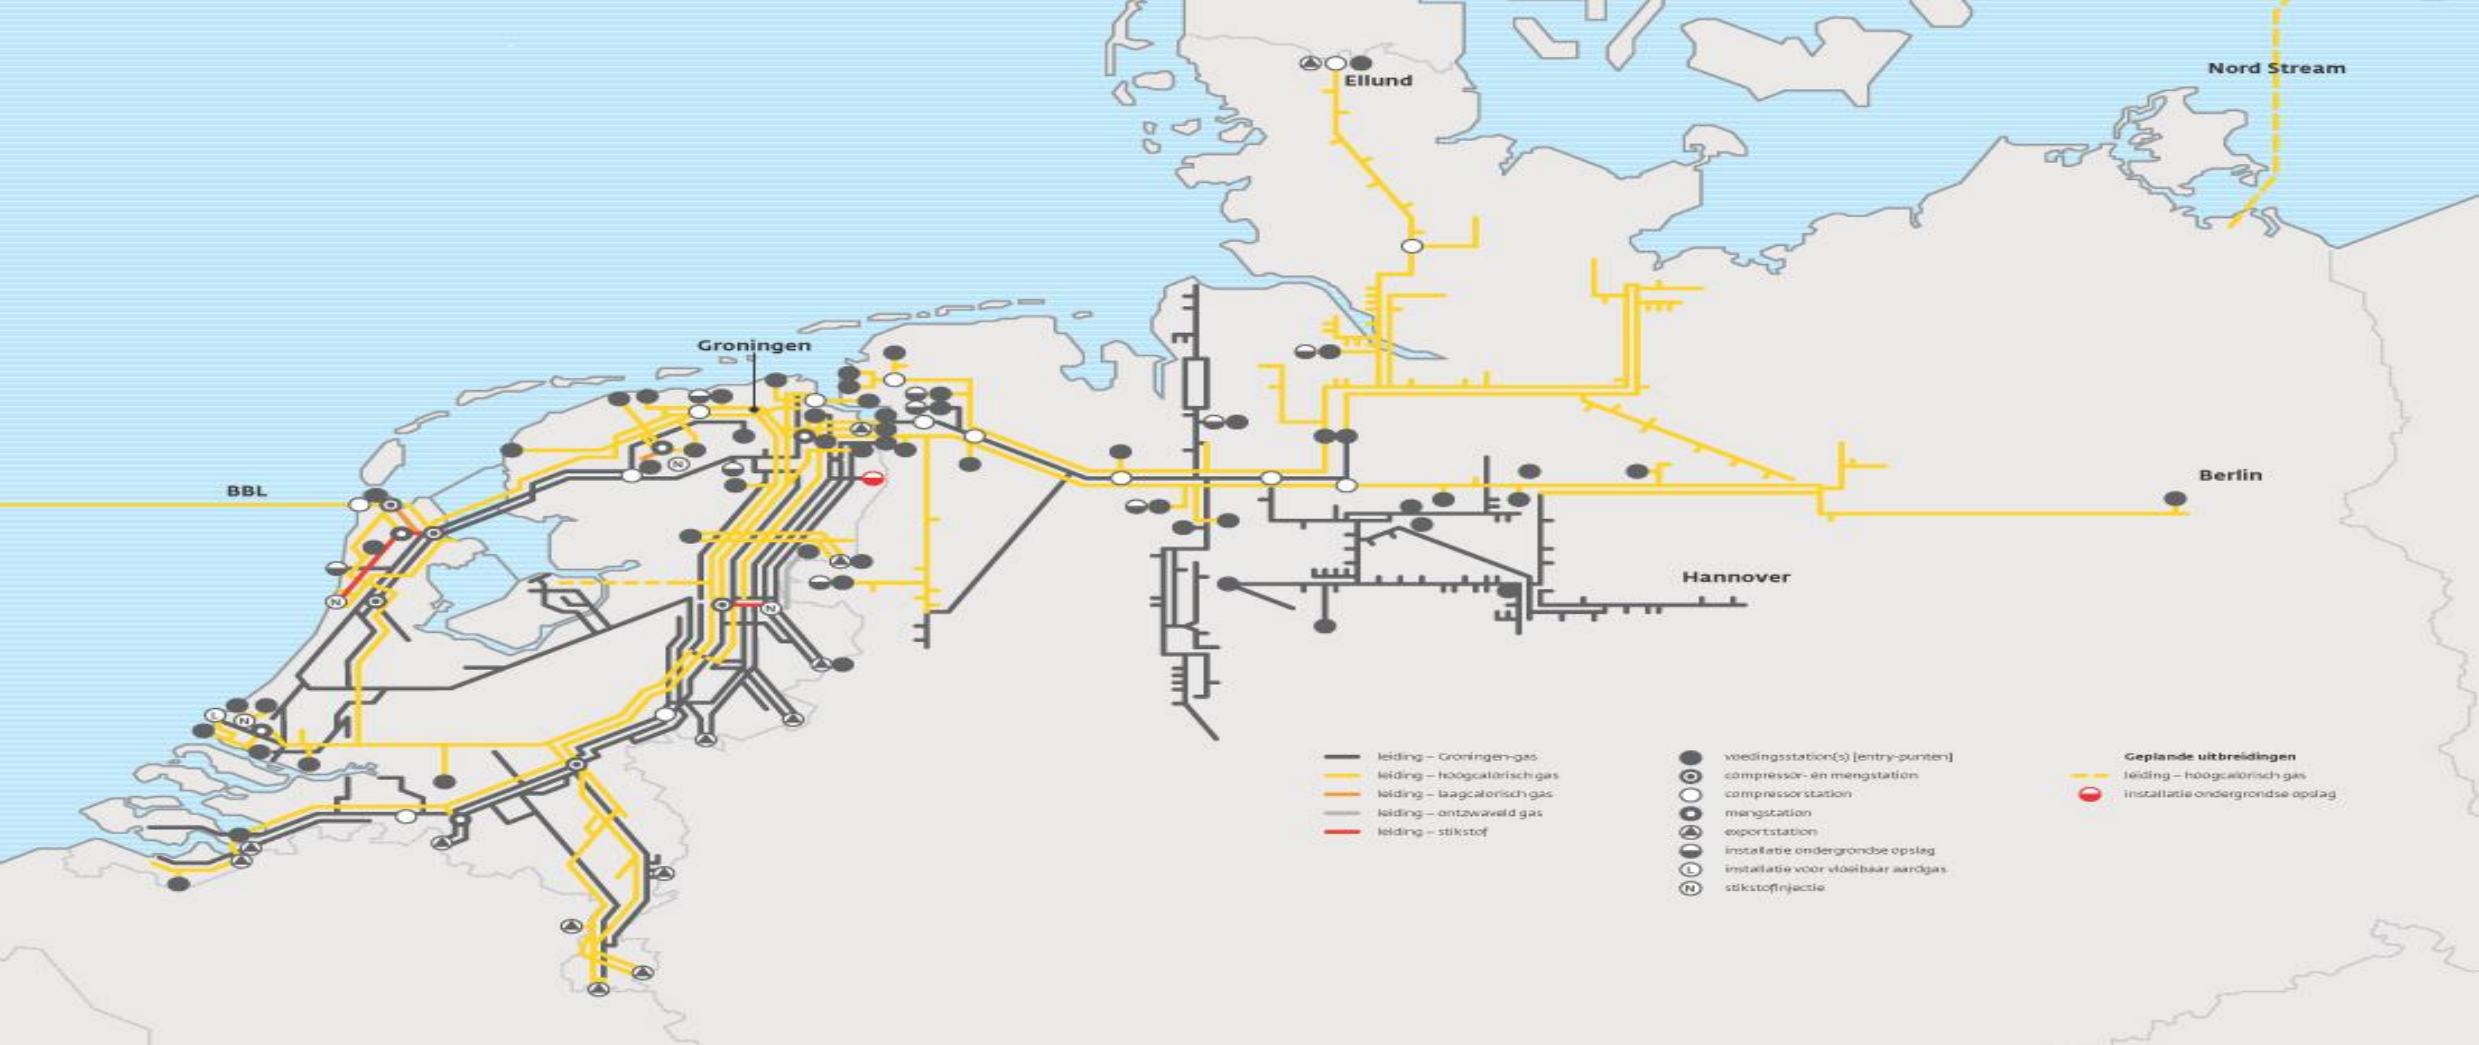 Ellund
Nord Stream
Groningen
BBL
Berlin
Hannover
leiding – Groningen-gas
leiding – hoogcalorisch gas
leiding – laagcalorisch gas
leiding – ontzwaveld gas
leiding – stikstof
voedingsstation(s) [entry-punten]
compressor- en mengstation
compressorstation
mengstation
exportstation
installatie ondergrondse opslag
L installatie voor vloeibaar aardgas
N stikstofinjectie
Geplande uitbreidingen
leiding – hoogcalorisch gas
installatie ondergrondse opslag
N
N
N
L
N